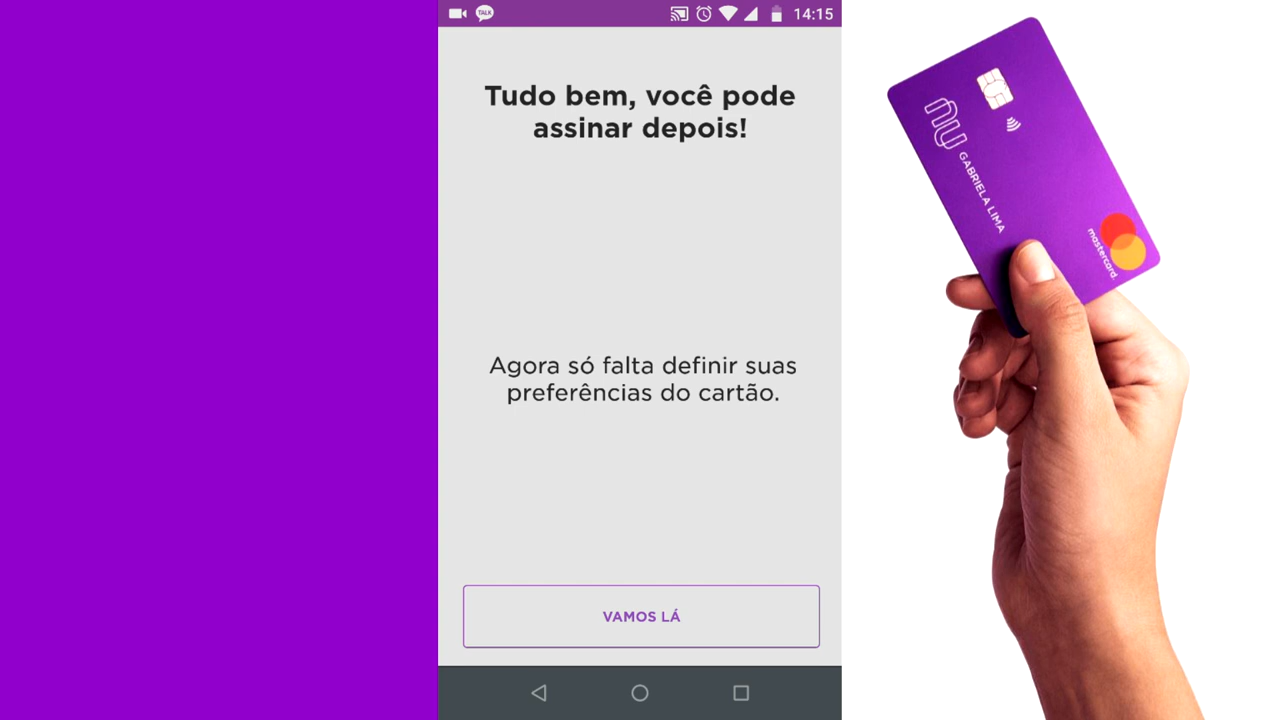 TALK
14:15
Tudo bem, você pode
assinar depois!
Agora só falta definir suas
preferências do cartão.
VAMOS LÁ
nu
GABRIELA LIMA
mastercard.